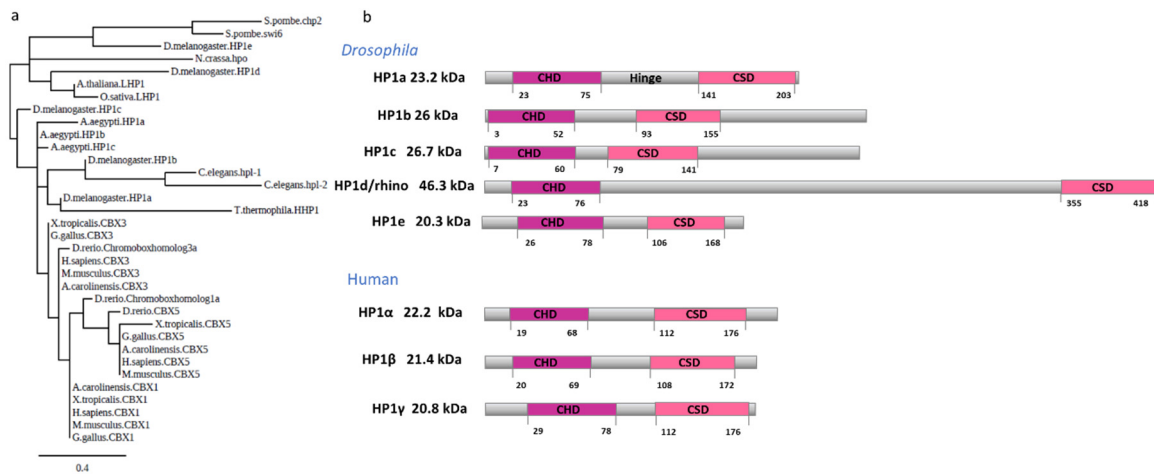 a
S.pombe.chp2
S.pombe.swi6
D.melanogaster.HP1e
N.crassa.hpo
D.melanogaster.HP1d
A.thaliana.LHP1
O.sativa.LHP1
D.melanogaster.HP1c
A.aegypti.HP1a
A.aegypti.HP1b
A.aegypti.HP1c
D.melanogaster.HP1b
C.elegans.hpl-1
C.elegans.hpl-2
D.melanogaster.HP1a
T.thermophila.HHP1
X.tropicalis.CBX3
G.gallus.CBX3
D.rerio.Chromoboxhomolog3a
H.sapiens.CBX3
M.musculus.CBX3
A.carolinensis.CBX3
D.rerio.Chromoboxhomolog1a
D.rerio.CBX5
X.tropicalis.CBX5
G.gallus.CBX5
A.carolinensis.CBX5
H.sapiens.CBX5
M.musculus.CBX5
A.carolinensis.CBX1
X.tropicalis.CBX1
H.sapiens.CBX1
M.musculus.CBX1
G.gallus.CBX1
0.4
b
Drosophila
HP1a 23.2 kDa CHD Hinge CSD
23 75 141 203
HP1b 26 kDa CHD CSD
3 52 93 155
HP1c 26.7 kDa CHD CSD
7 60 79 141
HP1d/rhino 46.3 kDa CHD CSD
23 76 355 418
HP1e 20.3 kDa CHD CSD
26 78 106 168
Human
HP1α 22.2 kDa CHD CSD
19 68 112 176
HP1β 21.4 kDa CHD CSD
20 69 108 172
HP1γ 20.8 kDa CHD CSD
29 78 112 176